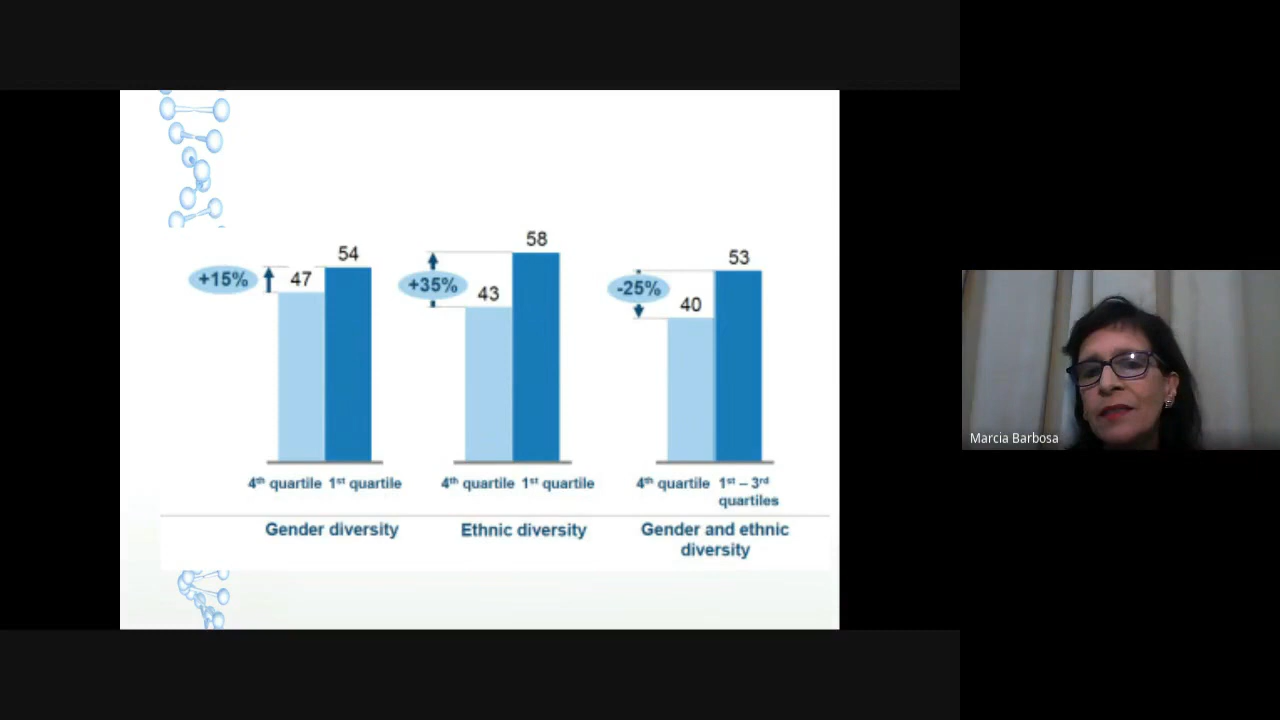 +15%
47
54
+35%
43
58
-25%
40
53
4th quartile 1st quartile
4th quartile 1st quartile
4th quartile 1st – 3rd
quartiles
Gender diversity
Ethnic diversity
Gender and ethnic
diversity
Marcia Barbosa